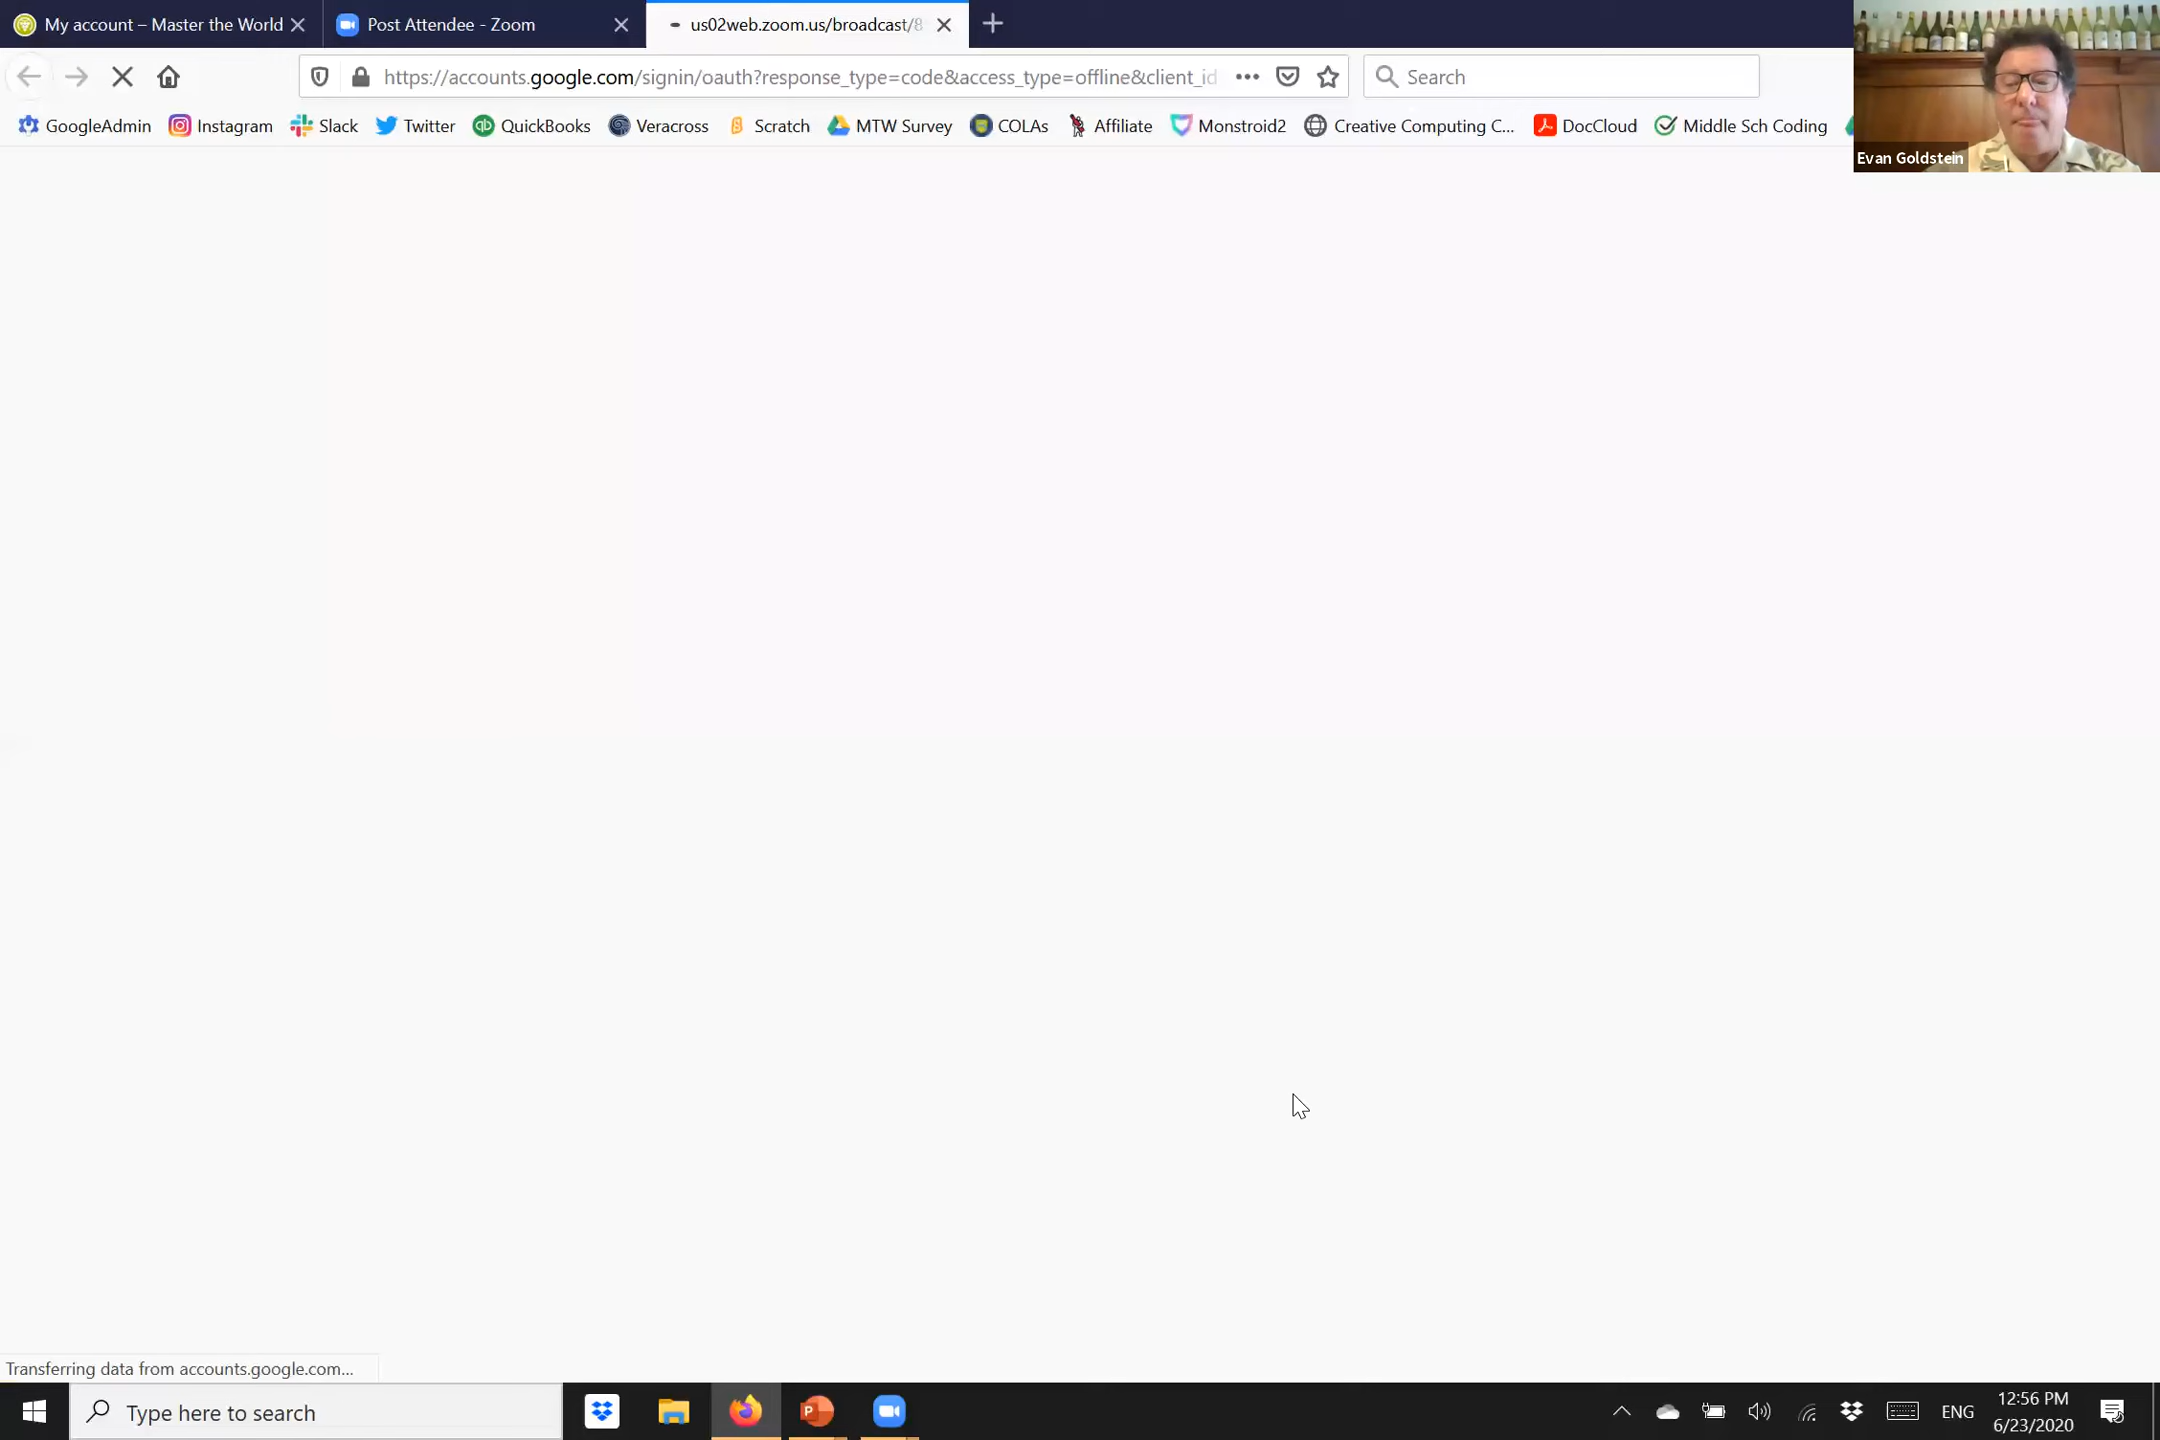 My account – Master the World
Post Attendee - Zoom
us02web.zoom.us/broadcast/8
https://accounts.google.com/signin/oauth?response_type=code&access_type=offline&client_id
Search
GoogleAdmin
Instagram
Slack
Twitter
QuickBooks
Veracross
Scratch
MTW Survey
COLAs
Affiliate
Monstroid2
Creative Computing C...
DocCloud
Middle Sch Coding
Evan Goldstein
Transferring data from accounts.google.com...
Type here to search
ENG
12:56 PM
6/23/2020